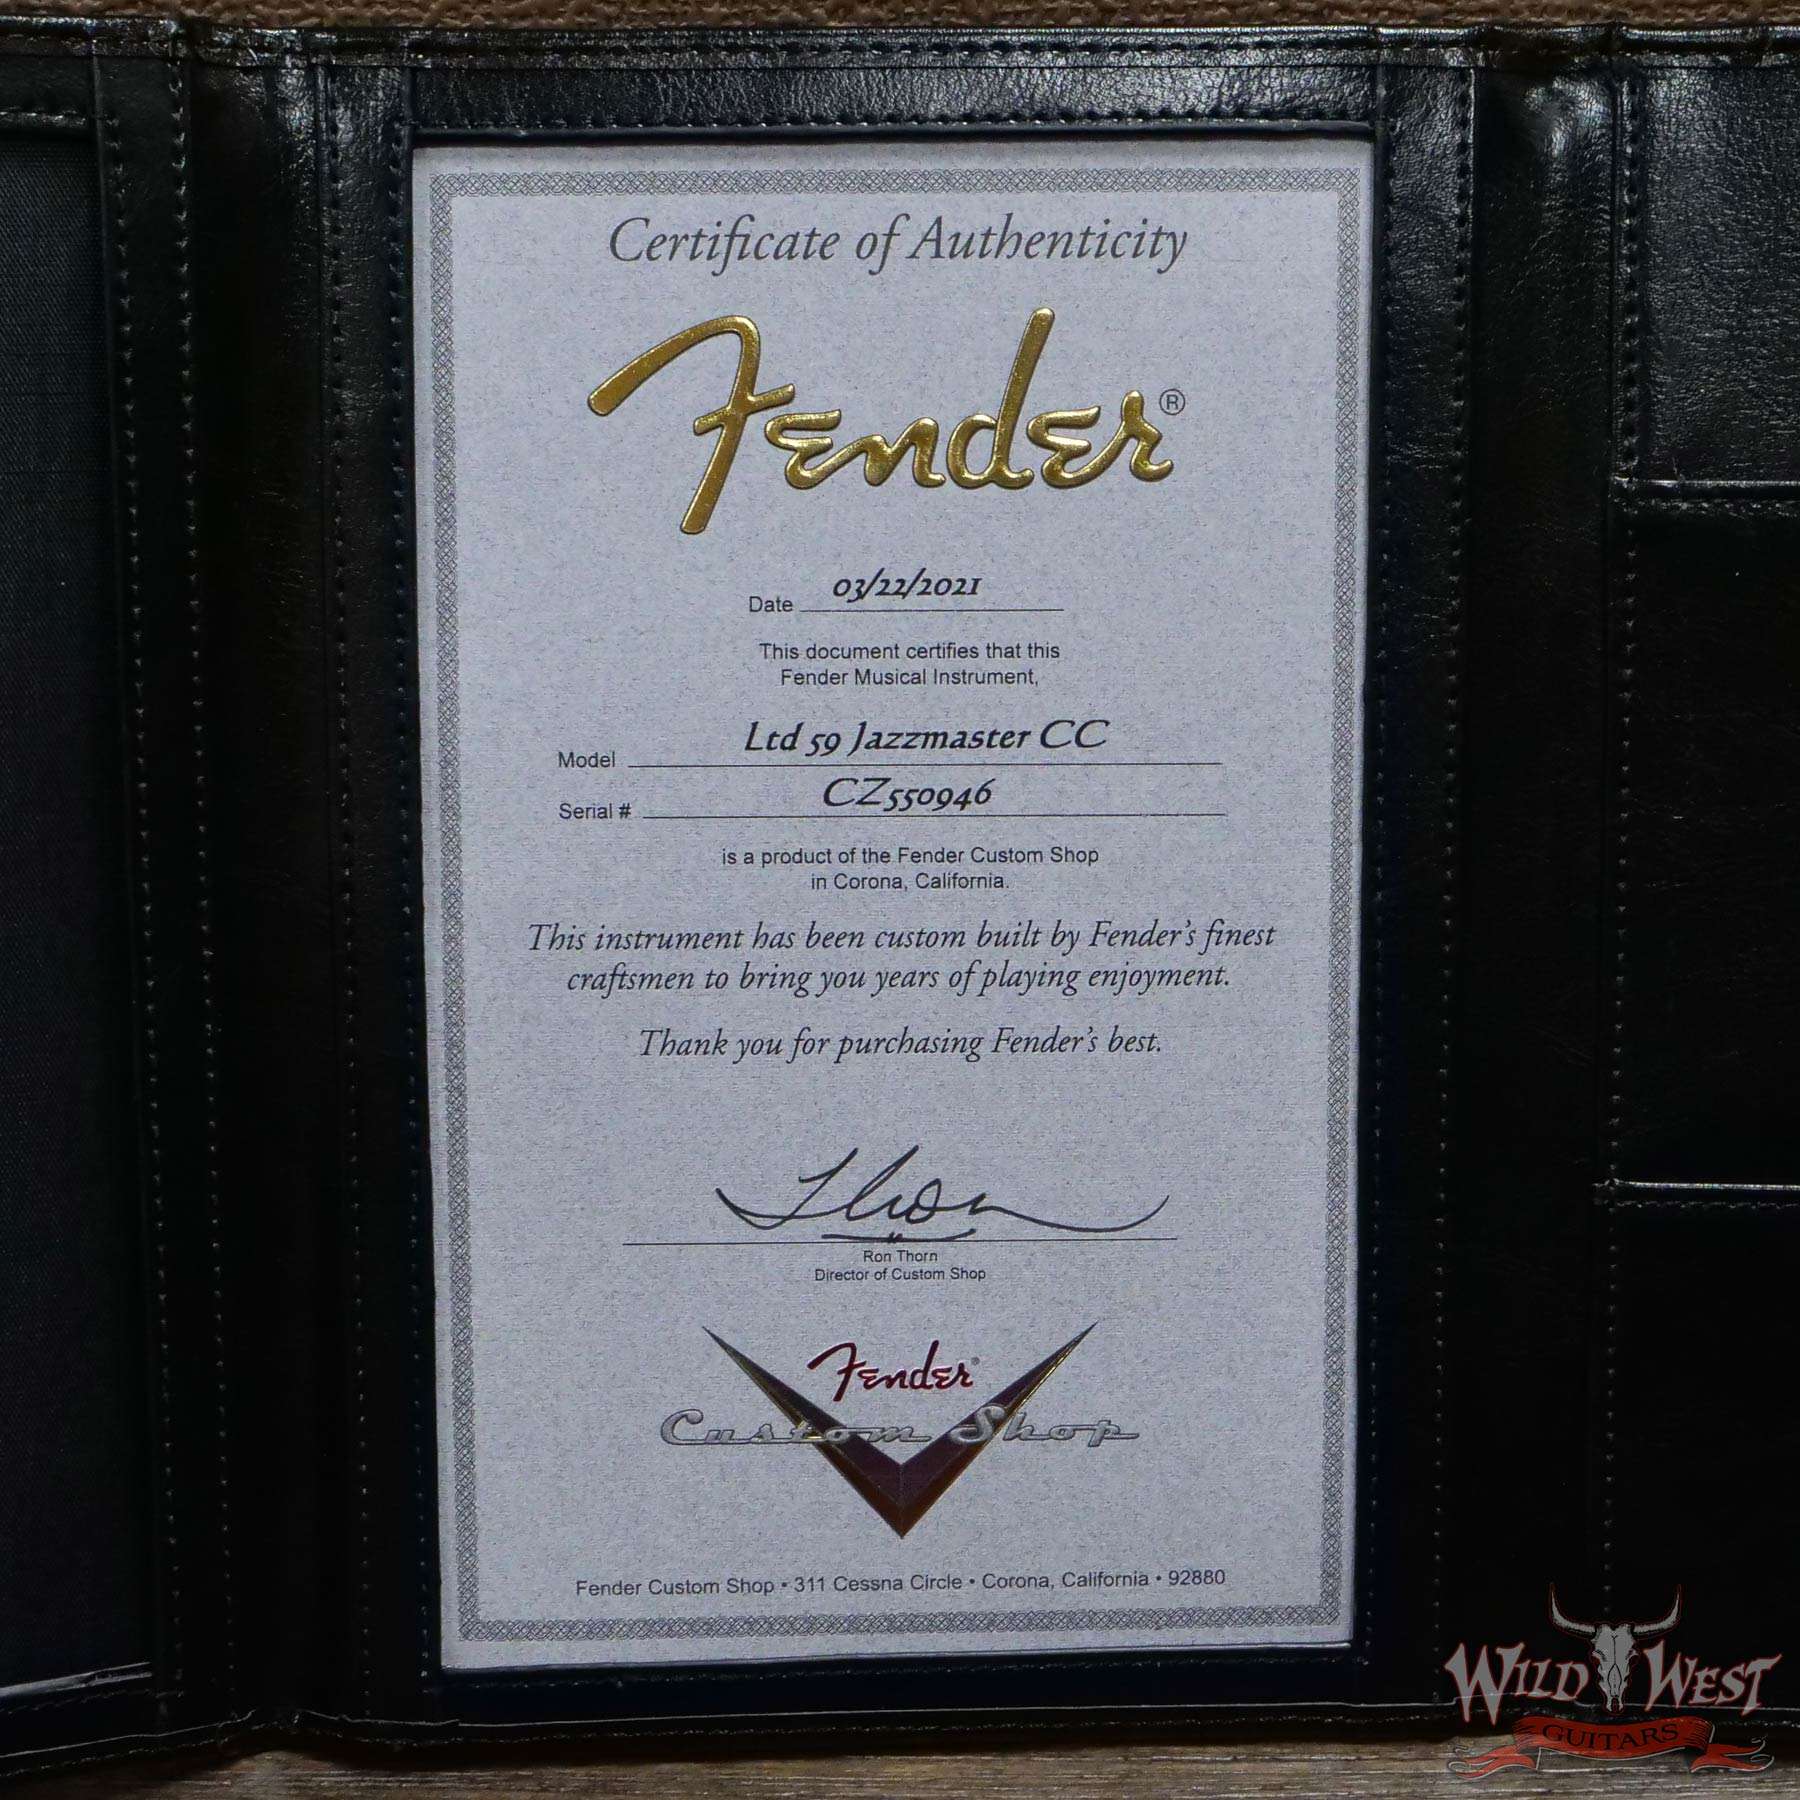 Certificate of Authenticity
Fender®
Date 03/22/2021
This document certifies that this
Fender Musical Instrument,
Model Ltd 59 Jazzmaster CC
Serial # CZ550946
is a product of the Fender Custom Shop
in Corona, California.
This instrument has been custom built by Fender's finest
craftsmen to bring you years of playing enjoyment.
Thank you for purchasing Fender's best.
Thorn
Ron Thorn
Director of Custom Shop
Fender®
Custom Shop
Fender Custom Shop • 311 Cessna Circle • Corona, California • 92880
WILD WEST
GUITARS